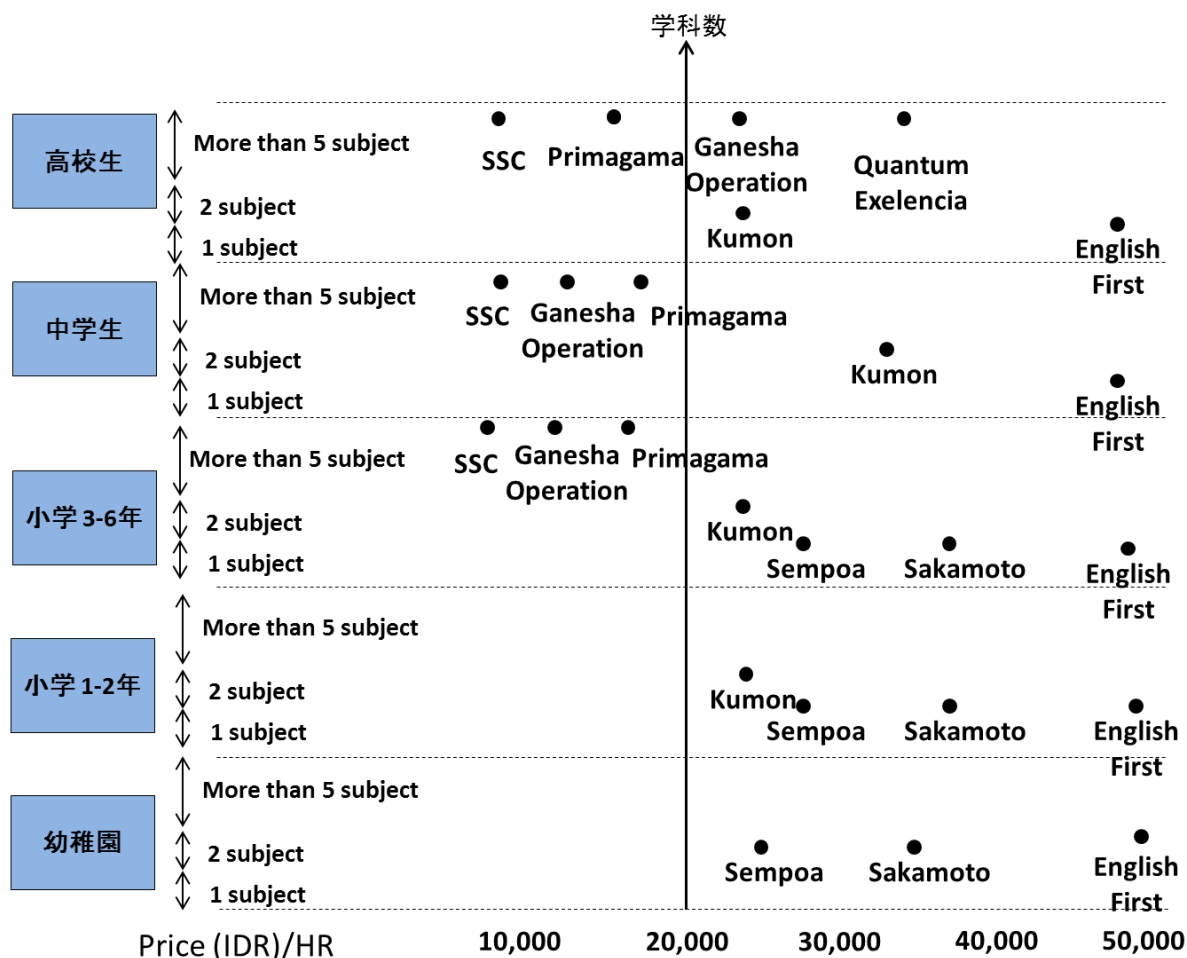 学科数
高校生
More than 5 subject
2 subject
1 subject
SSC
Primagama
Ganesha
Operation
Quantum
Exelencia
Kumon
English
First
中学生
More than 5 subject
2 subject
1 subject
SSC
Ganesha
Operation
Primagama
Kumon
English
First
小学 3-6年
More than 5 subject
2 subject
1 subject
SSC
Ganesha
Operation
Primagama
Kumon
Sempoa
Sakamoto
English
First
小学 1-2年
More than 5 subject
2 subject
1 subject
Kumon
Sempoa
Sakamoto
English
First
幼稚園
More than 5 subject
2 subject
1 subject
Sempoa
Sakamoto
English
First
Price (IDR)/HR 10,000 20,000 30,000 40,000 50,000